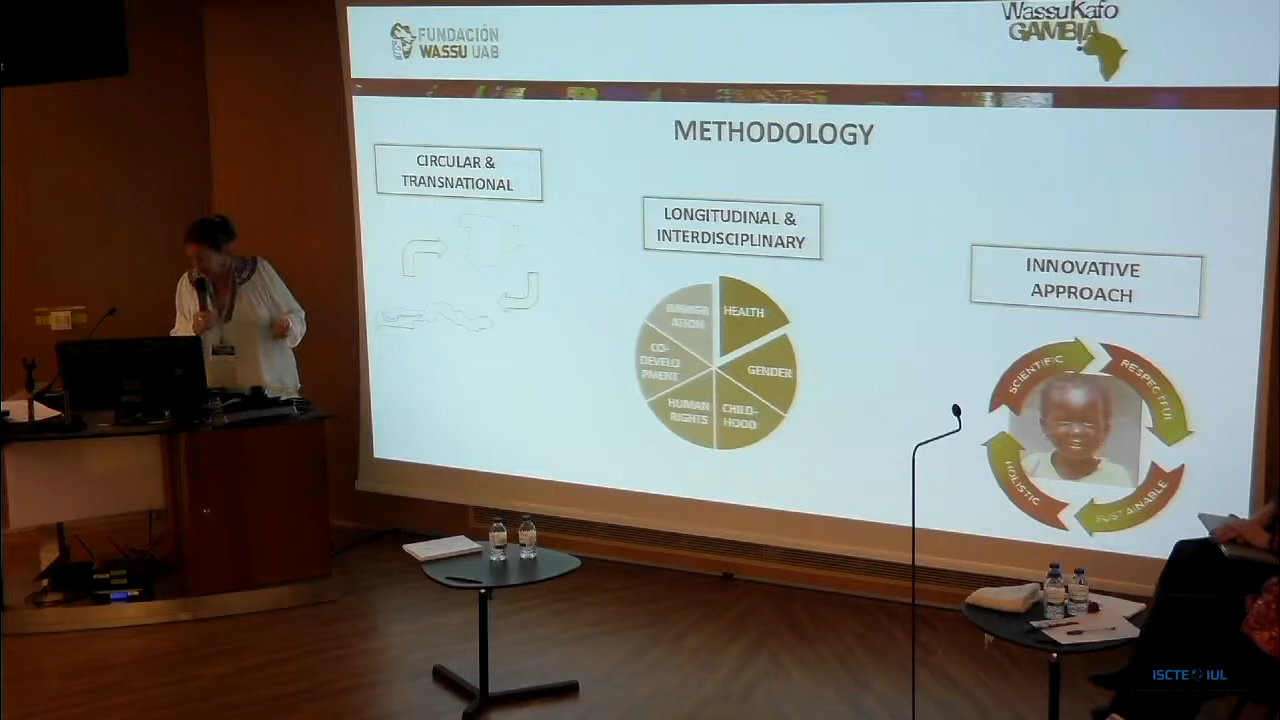 FUNDACIÓN
WASSU UAB
WassuKafo
GAMBIA
METHODOLOGY
CIRCULAR &
TRANSNATIONAL
LONGITUDINAL &
INTERDISCIPLINARY
INNOVATIVE
APPROACH
IMMIGR
ATION
HEALTH
CO-
DEVELO
PMENT
GENDER
HUMAN
RIGHTS
CHILD-
HOOD
SCIENTIFIC
RESPECTFUL
HOLISTIC
SUSTAINABLE
ISCTE IUL